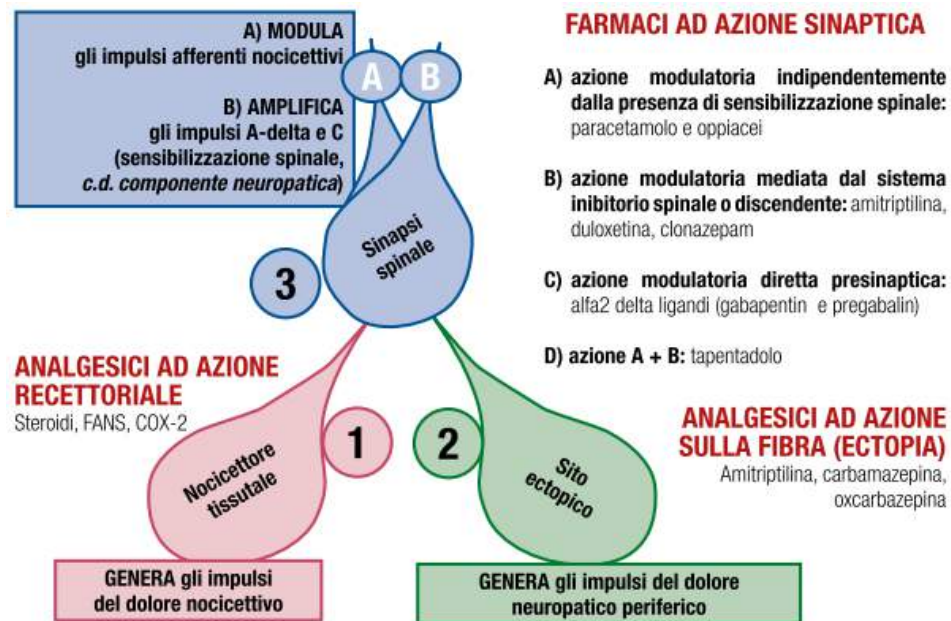 A) MODULA
gli impulsi afferenti nocicettivi
B) AMPLIFICA
gli impulsi A-delta e C
(sensibilizzazione spinale,
c.d. componente neuropatica)
A
B
Sinapsi
spinale
3
FARMACI AD AZIONE SINAPTICA
A) azione modulatoria indipendentemente
dalla presenza di sensibilizzazione spinale:
paracetamolo e oppiacei
B) azione modulatoria mediata dal sistema
inibitorio spinale o discendente: amitriptilina,
duloxetina, clonazepam
C) azione modulatoria diretta presinaptica:
alfa2 delta ligandi (gabapentin e pregabalin)
D) azione A + B: tapentadolo
ANALGESICI AD AZIONE
RECETTORIALE
Steroidi, FANS, COX-2
1
Nocicettore
tissutale
2
Sito
ectopico
ANALGESICI AD AZIONE
SULLA FIBRA (ECTOPIA)
Amitriptilina, carbamazepina,
oxcarbazepina
GENERA gli impulsi
del dolore nocicettivo
GENERA gli impulsi del dolore
neuropatico periferico